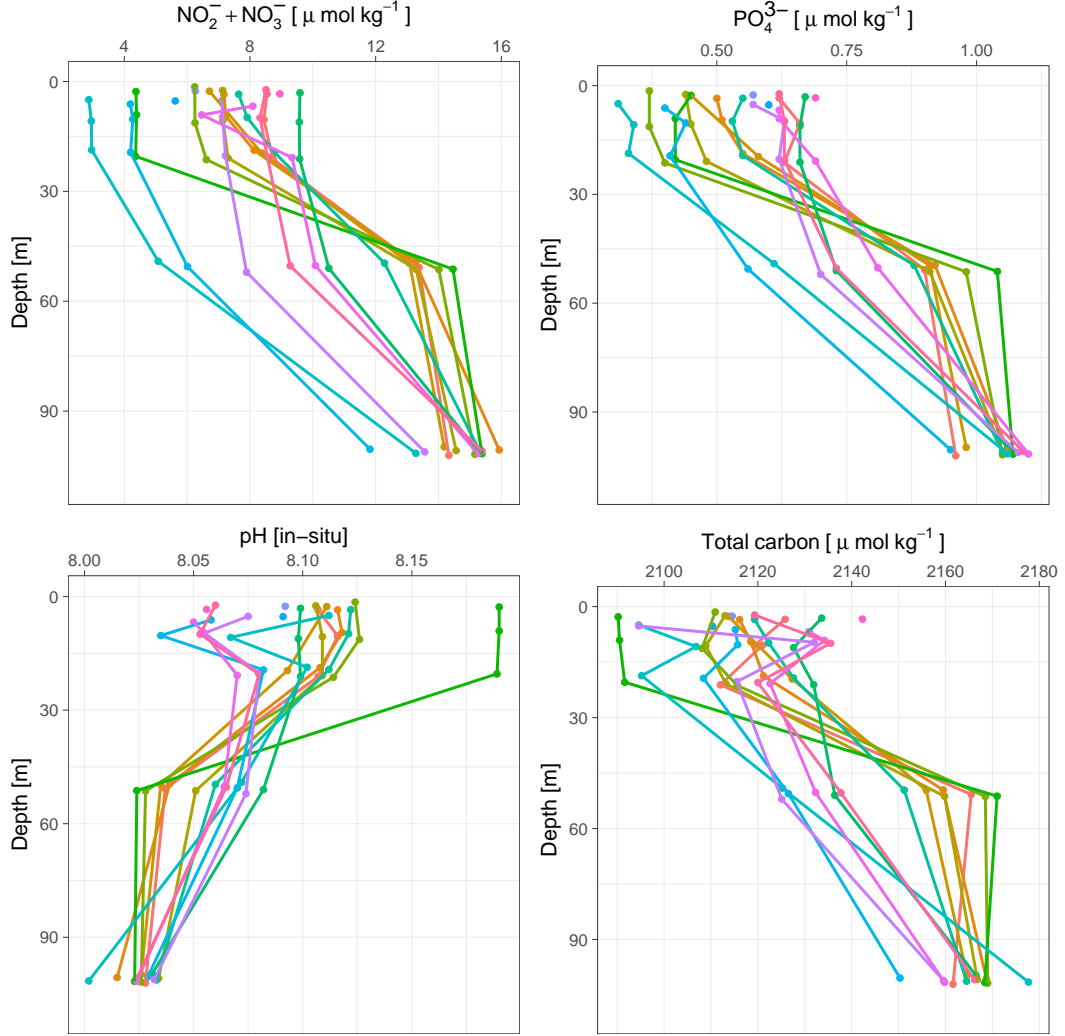 NO₂⁻ + NO₃⁻ [ μ mol kg⁻¹ ]
4 8 12 16
0
30
60
90
Depth [m]
PO₄³⁻ [ μ mol kg⁻¹ ]
0.50 0.75 1.00
0
30
60
90
Depth [m]
pH [in−situ]
8.00 8.05 8.10 8.15
0
30
60
90
Depth [m]
Total carbon [ μ mol kg⁻¹ ]
2100 2120 2140 2160 2180
0
30
60
90
Depth [m]